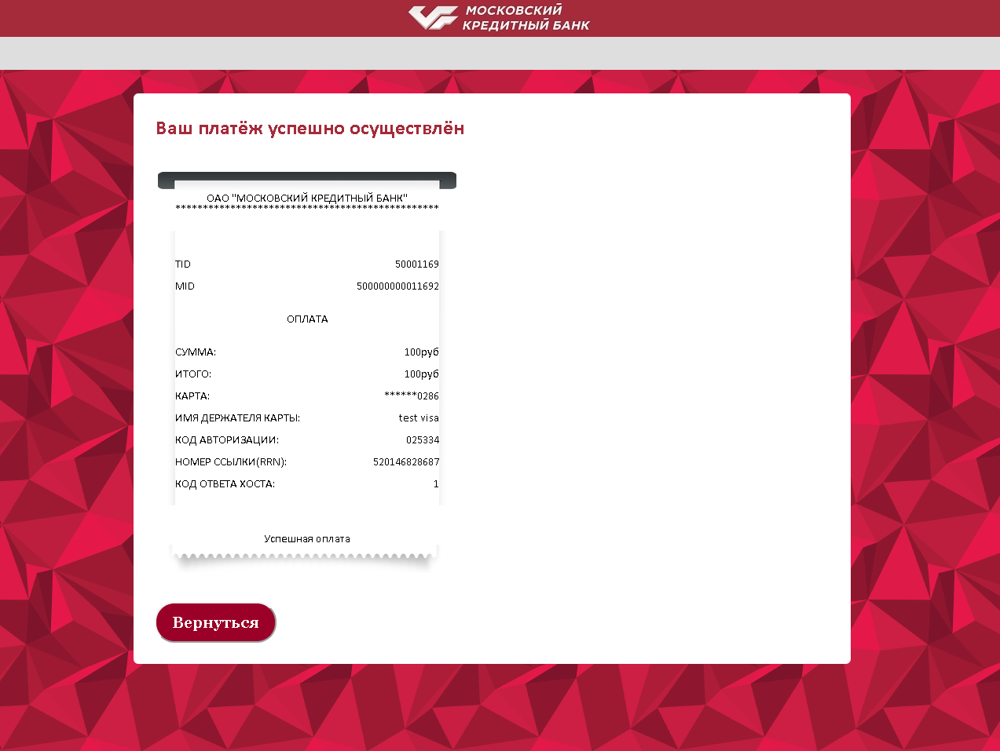 МОСКОВСКИЙ
КРЕДИТНЫЙ БАНК
Ваш платёж успешно осуществлён
ОАО "МОСКОВСКИЙ КРЕДИТНЫЙ БАНК"
************************************************
TID 50001169
MID 500000000011692
ОПЛАТА
СУММА: 100руб
ИТОГО: 100руб
КАРТА: ******0286
ИМЯ ДЕРЖАТЕЛЯ КАРТЫ: test visa
КОД АВТОРИЗАЦИИ: 025334
НОМЕР ССЫЛКИ(RRN): 520146828687
КОД ОТВЕТА ХОСТА: 1
Успешная оплата
Вернуться